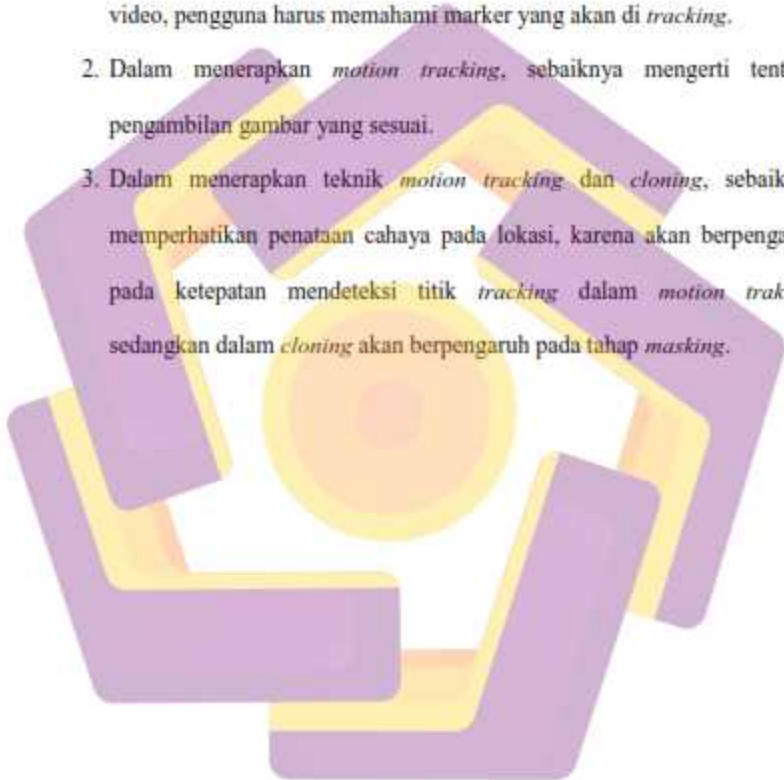 video, pengguna harus memahami marker yang akan di tracking.
2. Dalam menerapkan motion tracking, sebaiknya mengerti tent
pengambilan gambar yang sesuai.
3. Dalam menerapkan teknik motion tracking dan cloning, sebaik
memperhatikan penataan cahaya pada lokasi, karena akan berpenga
pada ketepatan mendeteksi titik tracking dalam motion trak
sedangkan dalam cloning akan berpengaruh pada tahap masking.